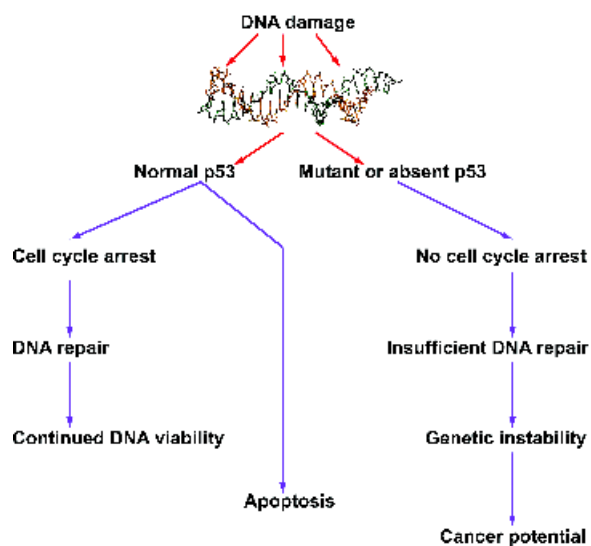 DNA damage
Normal p53
Mutant or absent p53
Cell cycle arrest
No cell cycle arrest
DNA repair
Insufficient DNA repair
Continued DNA viability
Genetic instability
Apoptosis
Cancer potential